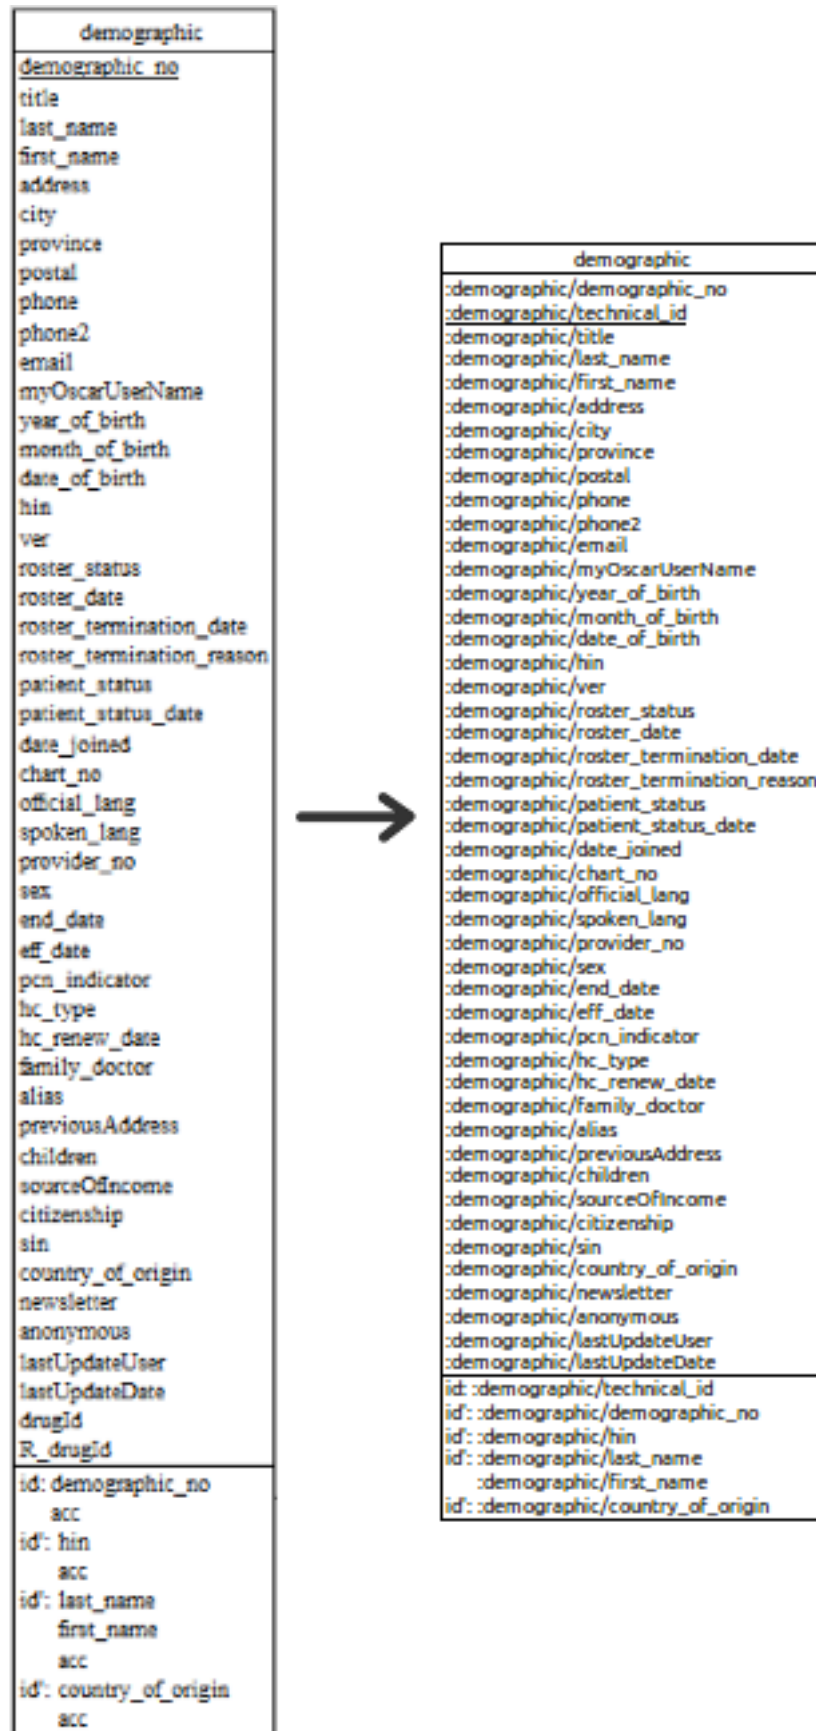 demographic
demographic_no
title
last_name
first_name
address
city
province
postal
phone
phone2
email
myOscarUserName
year_of_birth
month_of_birth
date_of_birth
hin
ver
roster_status
roster_date
roster_termination_date
roster_termination_reason
patient_status
patient_status_date
date_joined
chart_no
official_lang
spoken_lang
provider_no
sex
end_date
eff_date
pcn_indicator
hc_type
hc_renew_date
family_doctor
alias
previousAddress
children
sourceOfIncome
citizenship
sin
country_of_origin
newsletter
anonymous
lastUpdateUser
lastUpdateDate
drugId
R_drugId
id: demographic_no
acc
id': hin
acc
id': last_name
first_name
acc
id': country_of_origin
acc
demographic
:demographic/demographic_no
:demographic/technical_id
:demographic/title
:demographic/last_name
:demographic/first_name
:demographic/address
:demographic/city
:demographic/province
:demographic/postal
:demographic/phone
:demographic/phone2
:demographic/email
:demographic/myOscarUserName
:demographic/year_of_birth
:demographic/month_of_birth
:demographic/date_of_birth
:demographic/hin
:demographic/ver
:demographic/roster_status
:demographic/roster_date
:demographic/roster_termination_date
:demographic/roster_termination_reason
:demographic/patient_status
:demographic/patient_status_date
:demographic/date_joined
:demographic/chart_no
:demographic/official_lang
:demographic/spoken_lang
:demographic/provider_no
:demographic/sex
:demographic/end_date
:demographic/eff_date
:demographic/pcn_indicator
:demographic/hc_type
:demographic/hc_renew_date
:demographic/family_doctor
:demographic/alias
:demographic/previousAddress
:demographic/children
:demographic/sourceOfIncome
:demographic/citizenship
:demographic/sin
:demographic/country_of_origin
:demographic/newsletter
:demographic/anonymous
:demographic/lastUpdateUser
:demographic/lastUpdateDate
id: :demographic/technical_id
id': :demographic/demographic_no
id': :demographic/hin
id': :demographic/last_name
:demographic/first_name
id': :demographic/country_of_origin